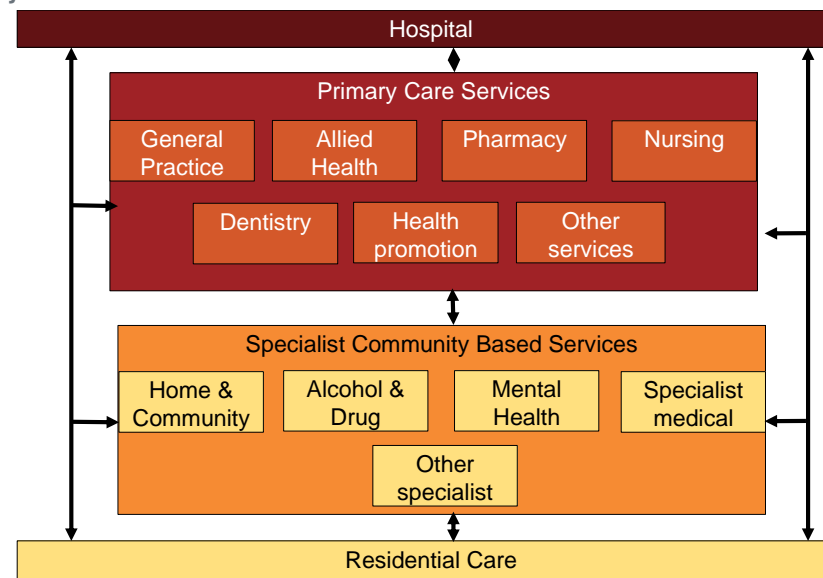 Hospital
Primary Care Services
General
Practice
Allied
Health
Pharmacy
Nursing
Dentistry
Health
promotion
Other
services
Specialist Community Based Services
Home &
Community
Alcohol &
Drug
Mental
Health
Specialist
medical
Other
specialist
Residential Care